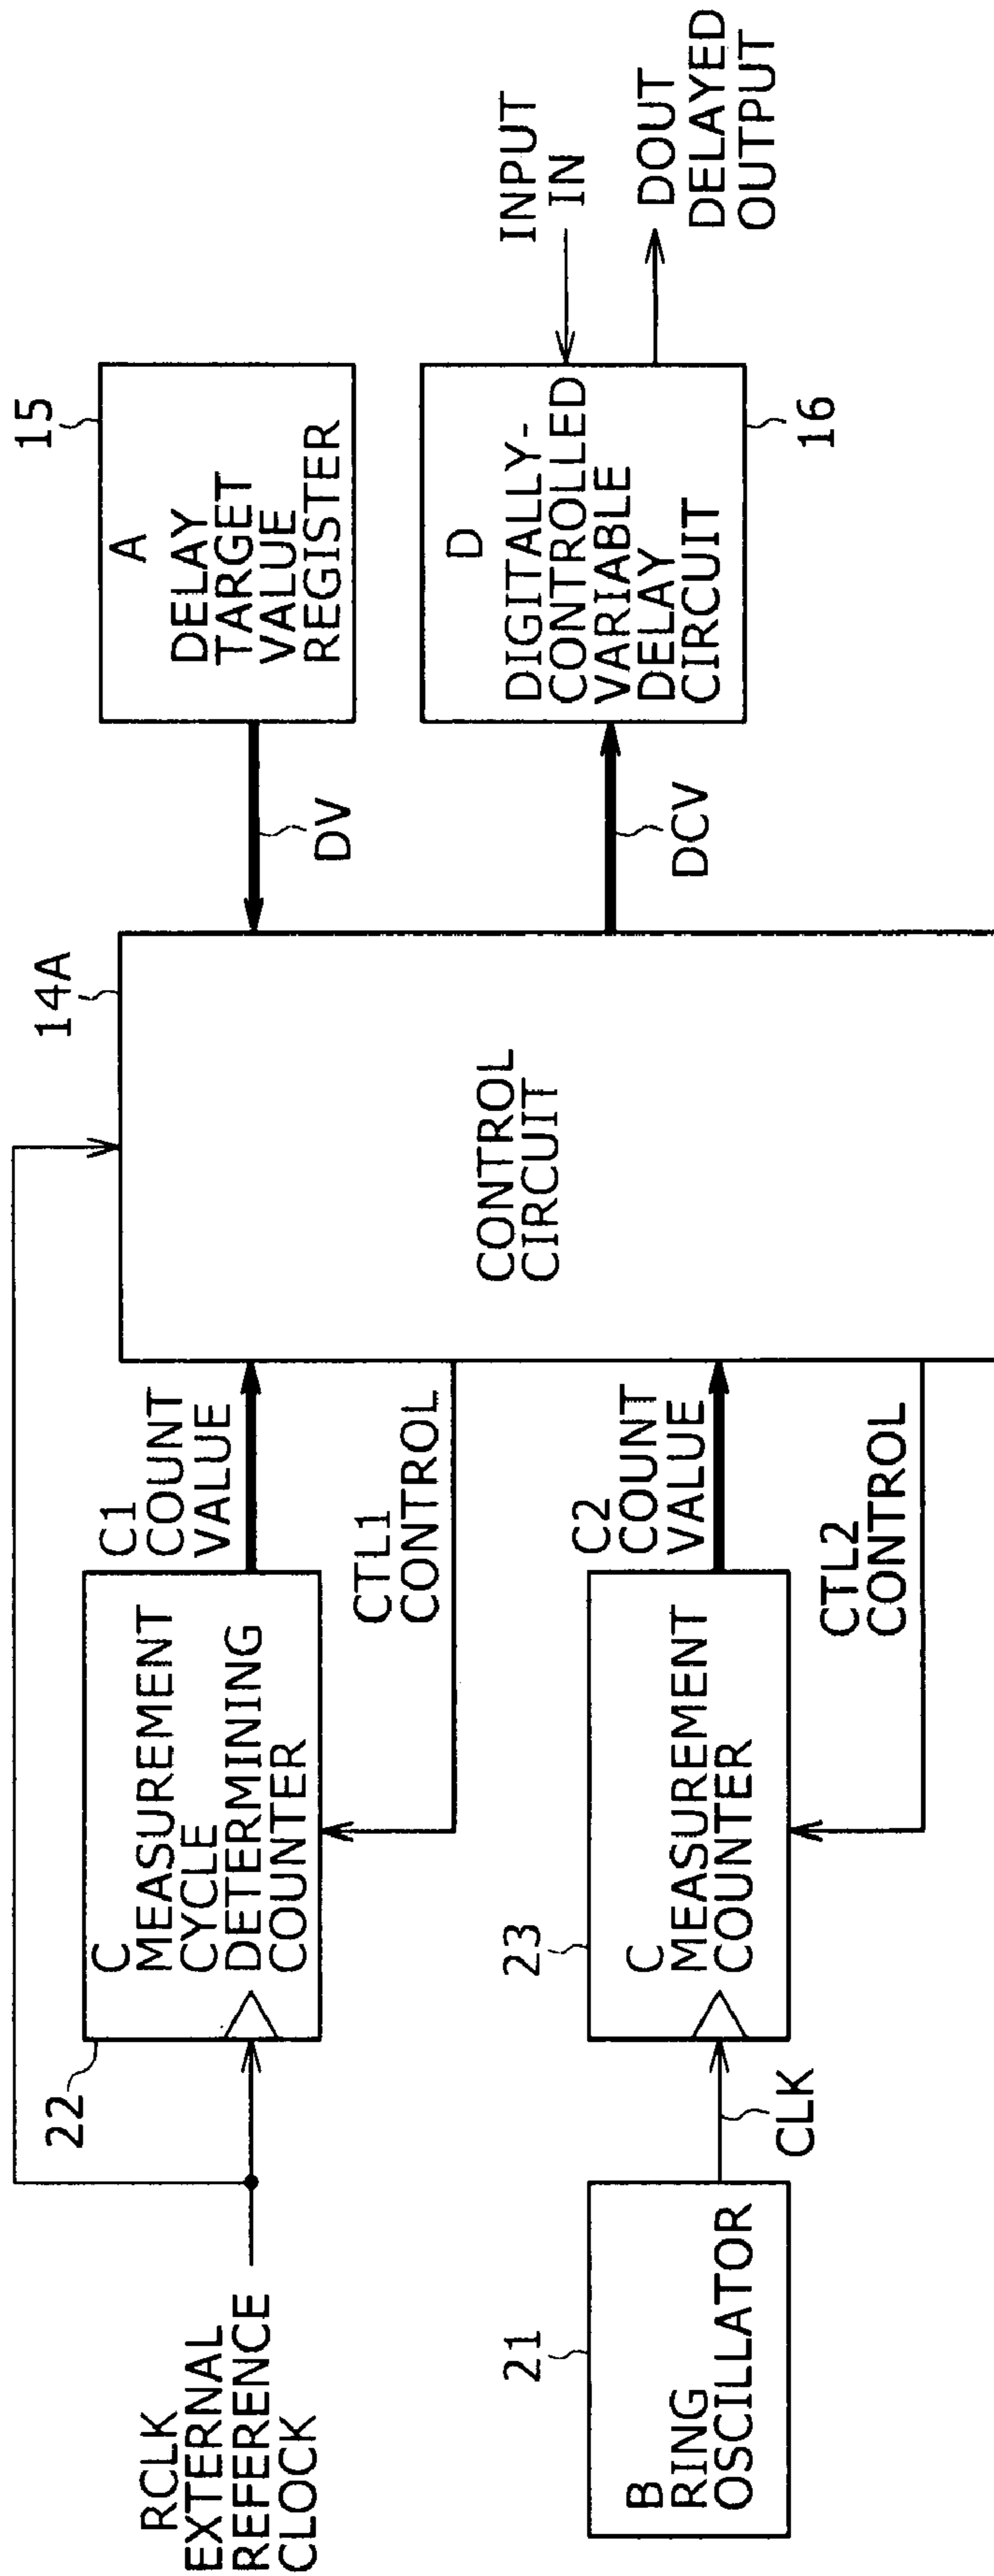 RCLK
EXTERNAL
REFERENCE
CLOCK
22
C
MEASUREMENT
CYCLE
DETERMINING
COUNTER
C1
COUNT
VALUE
CTL1
CONTROL
14A
CONTROL
CIRCUIT
15
A
DELAY
TARGET
VALUE
REGISTER
DV
21
B
RING
OSCILLATOR
CLK
23
C
MEASUREMENT
COUNTER
C2
COUNT
VALUE
CTL2
CONTROL
DCV
D
DIGITALLY-
CONTROLLED
VARIABLE
DELAY
CIRCUIT
16
INPUT
IN
DOUT
DELAYED
OUTPUT